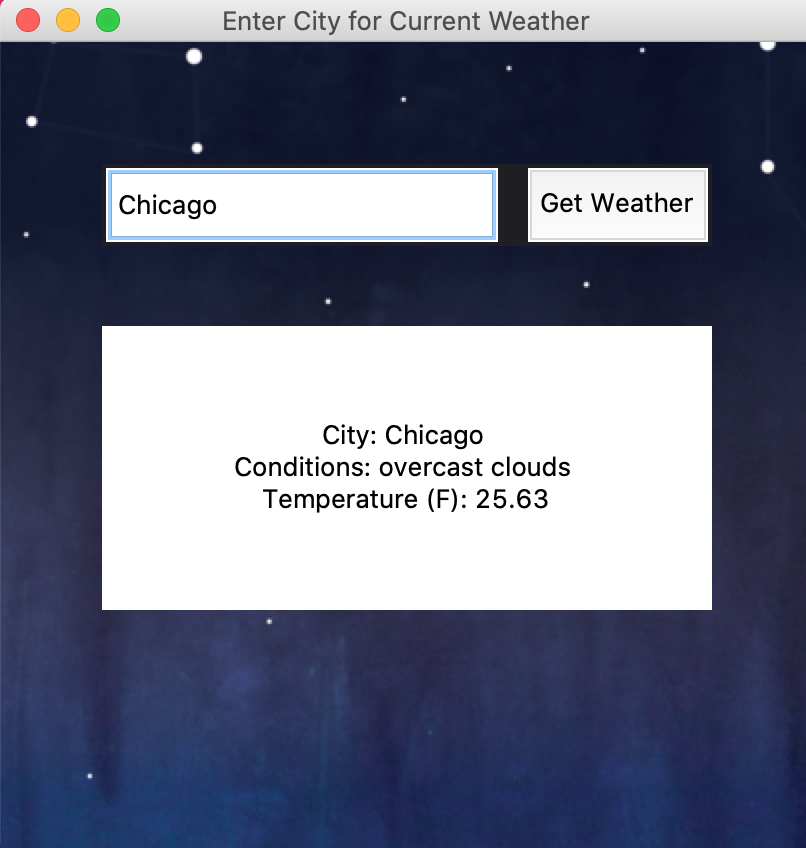 Enter City for Current Weather
Chicago
Get Weather
City: Chicago
Conditions: overcast clouds
Temperature (F): 25.63